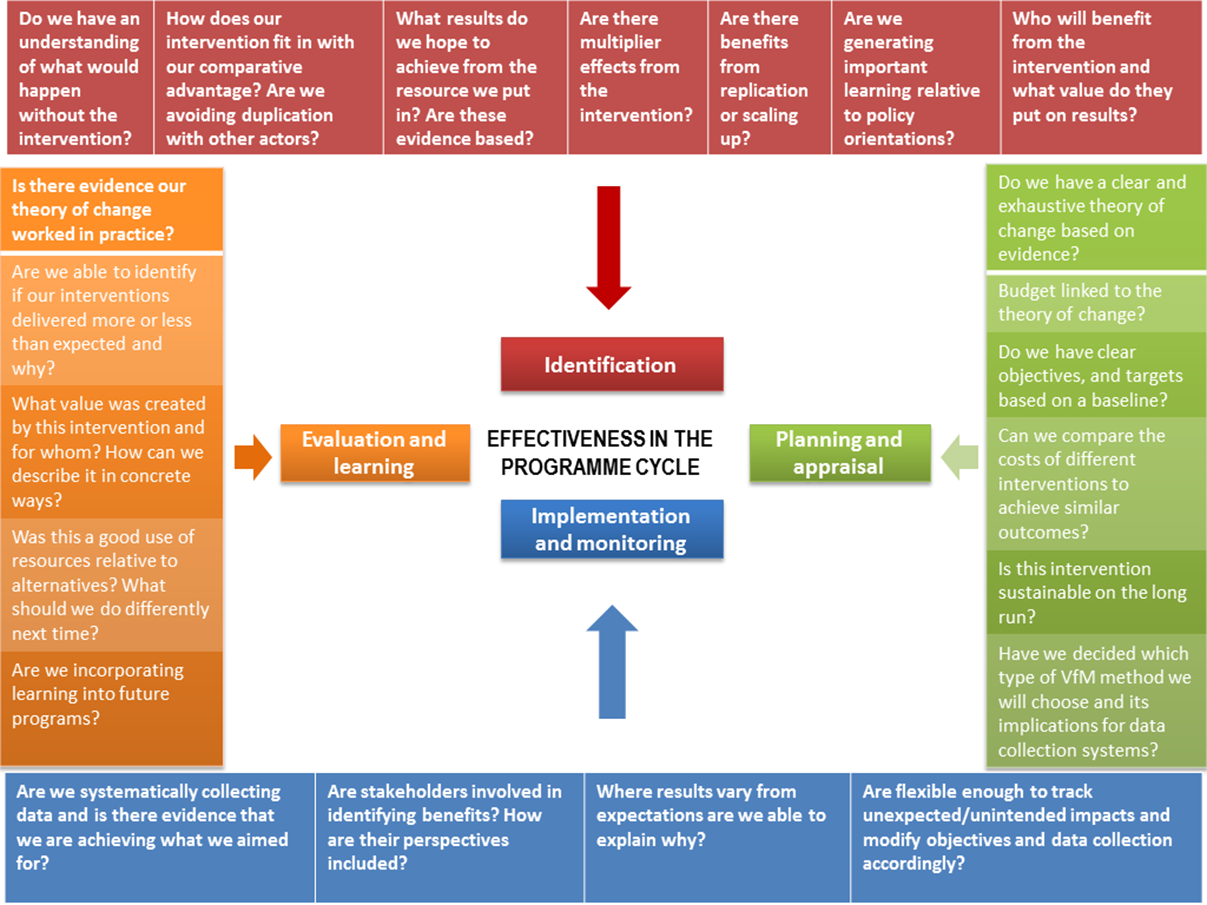 Do we have an
understanding
of what would
happen
without the
intervention?
How does our
intervention fit in with
our comparative
advantage? Are we
avoiding duplication
with other actors?
What results do
we hope to
achieve from the
resource we put
in? Are these
evidence based?
Are there
multiplier
effects from
the
intervention?
Are there
benefits
from
replication
or scaling
up?
Are we
generating
important
learning relative
to policy
orientations?
Who will benefit
from the
intervention and
what value do they
put on results?
Is there evidence our
theory of change
worked in practice?
Are we able to identify
if our interventions
delivered more or less
than expected and
why?
What value was created
by this intervention and
for whom? How can we
describe it in concrete
ways?
Was this a good use of
resources relative to
alternatives? What
should we do differently
next time?
Are we incorporating
learning into future
programs?
Identification
Evaluation and
learning
EFFECTIVENESS IN THE
PROGRAMME CYCLE
Planning and
appraisal
Implementation
and monitoring
Do we have a clear and
exhaustive theory of
change based on
evidence?
Budget linked to the
theory of change?
Do we have clear
objectives, and targets
based on a baseline?
Can we compare the
costs of different
interventions to
achieve similar
outcomes?
Is this intervention
sustainable on the long
run?
Have we decided which
type of VfM method we
will choose and its
implications for data
collection systems?
Are we systematically collecting
data and is there evidence that
we are achieving what we aimed
for?
Are stakeholders involved in
identifying benefits? How
are their perspectives
included?
Where results vary from
expectations are we able to
explain why?
Are flexible enough to track
unexpected/unintended impacts and
modify objectives and data collection
accordingly?